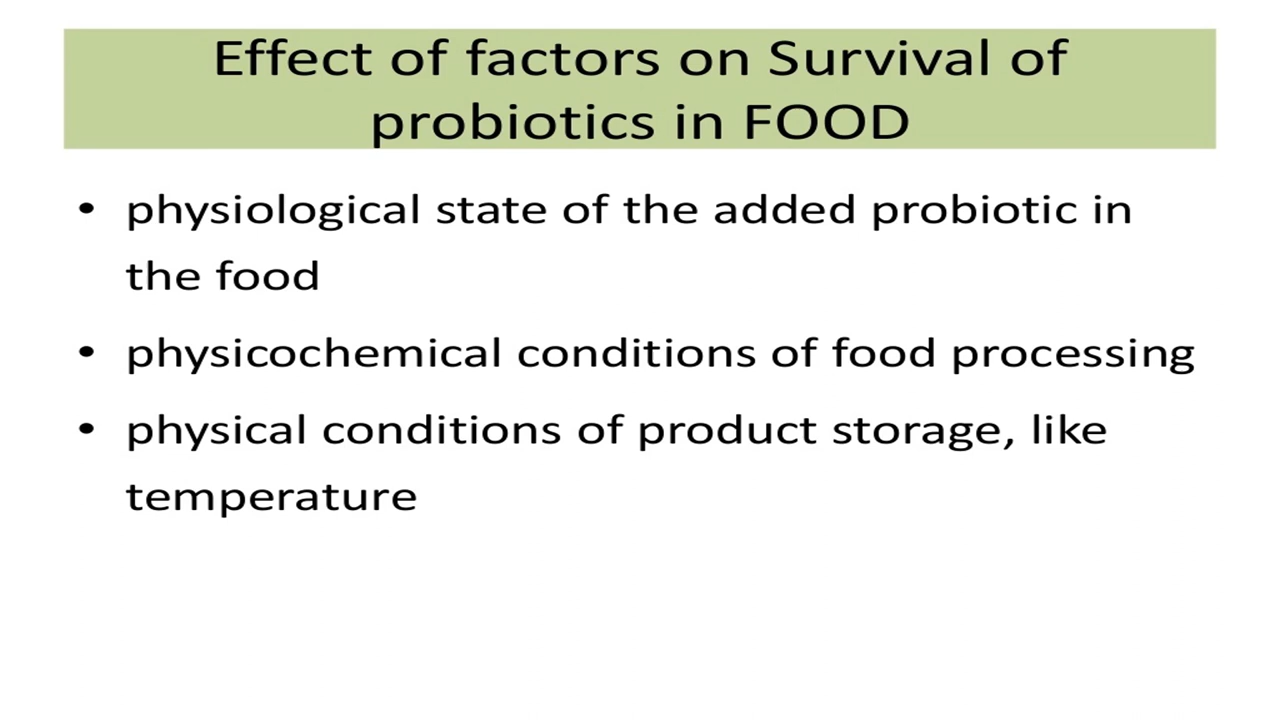 Effect of factors on Survival of
probiotics in FOOD
• physiological state of the added probiotic in
the food
• physicochemical conditions of food processing
• physical conditions of product storage, like
temperature